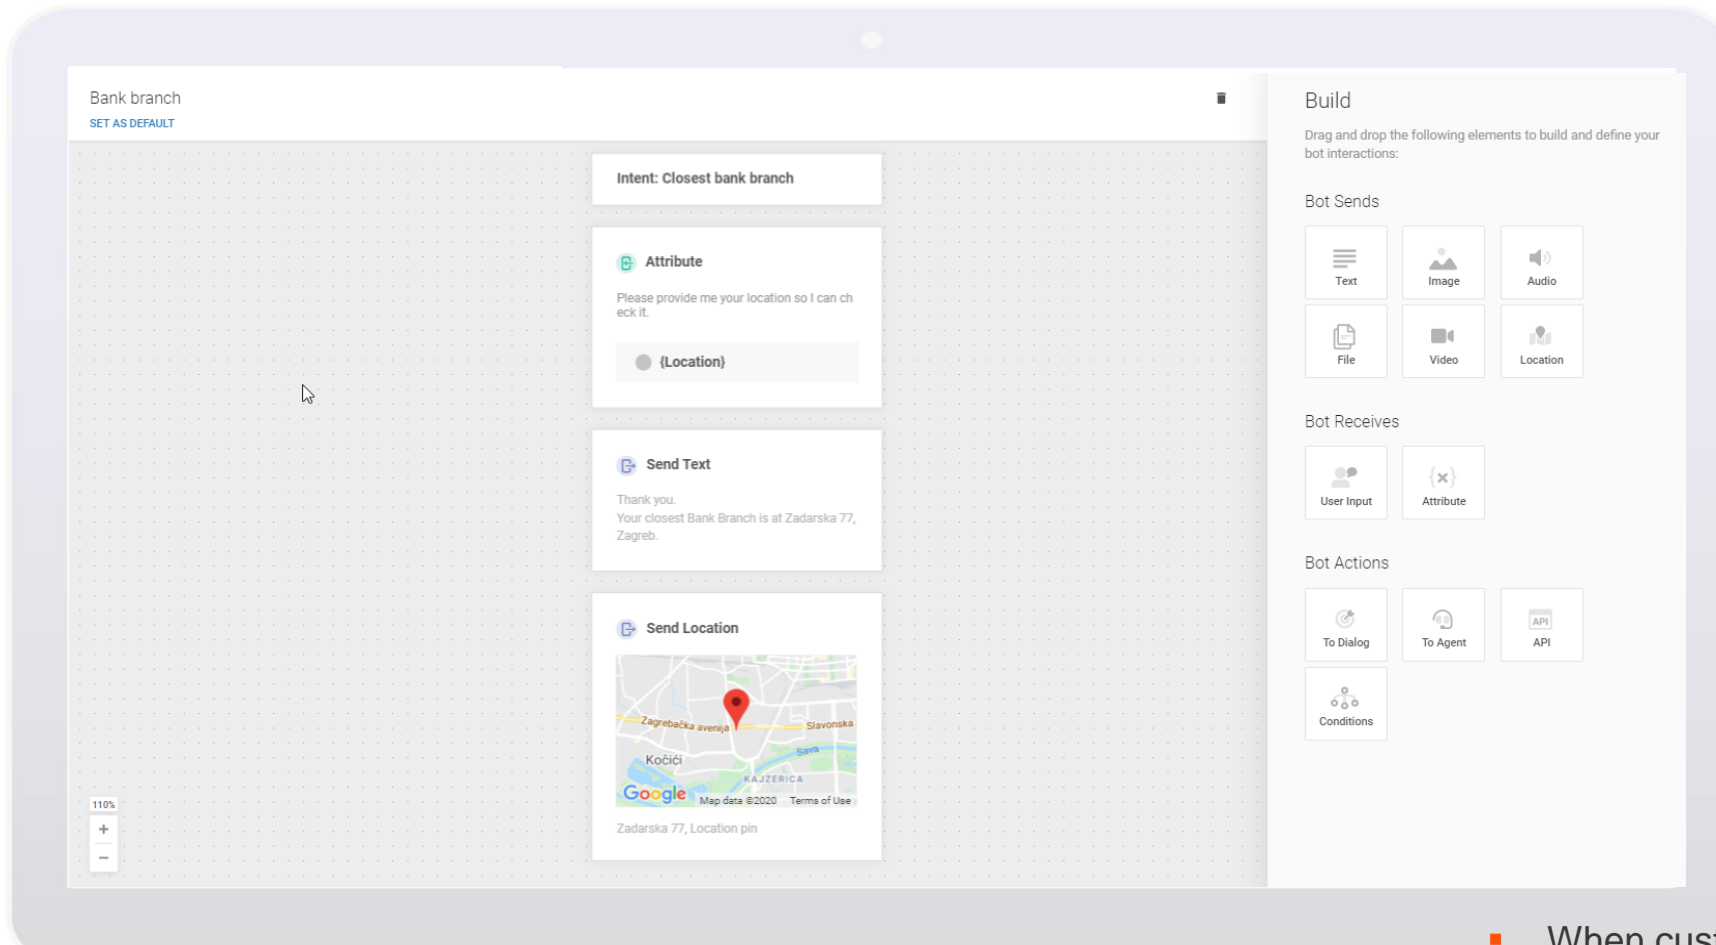 Bank branch
SET AS DEFAULT
Intent: Closest bank branch
Attribute
Please provide me your location so I can ch
eck it.
{Location}
Send Text
Thank you.
Your closest Bank Branch is at Zadarska 77,
Zagreb.
Send Location
Zagrebačka avenija
Slavonska
Kočići
Sava
KAJZERICA
Google
Map data ©2020 Terms of Use
Zadarska 77, Location pin
110%
+
−
Build
Drag and drop the following elements to build and define your
bot interactions:
Bot Sends
Text
Image
Audio
File
Video
Location
Bot Receives
{x}
User Input
Attribute
Bot Actions
API
To Dialog
To Agent
API
Conditions
When